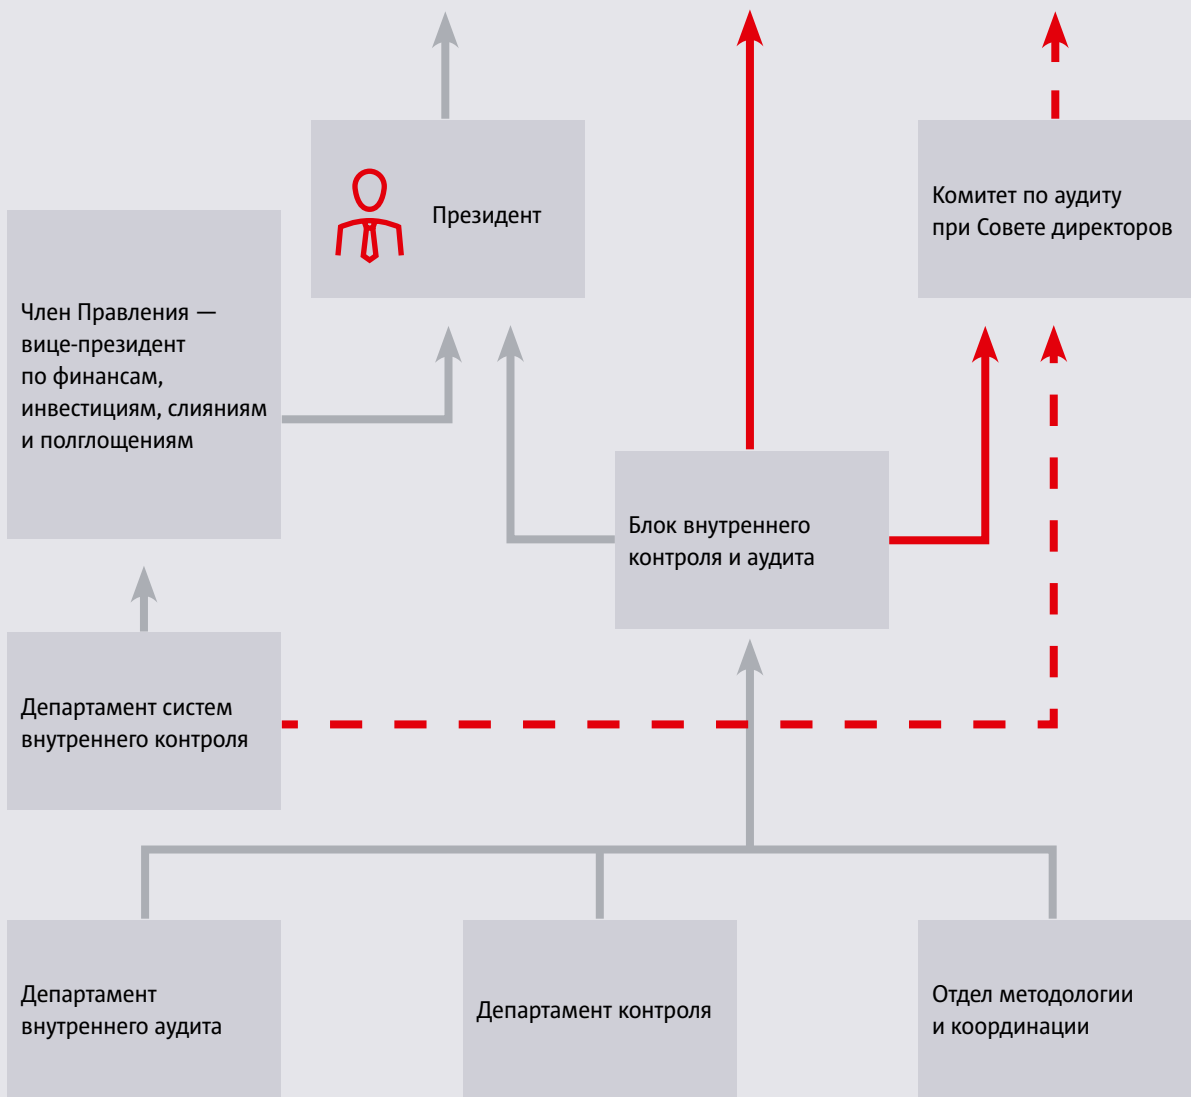 Президент
Комитет по аудиту
при Совете директоров
Член Правления —
вице-президент
по финансам,
инвестициям, слияниям
и полглощениям
Блок внутреннего
контроля и аудита
Департамент систем
внутреннего контроля
Департамент
внутреннего аудита
Департамент контроля
Отдел методологии
и координации